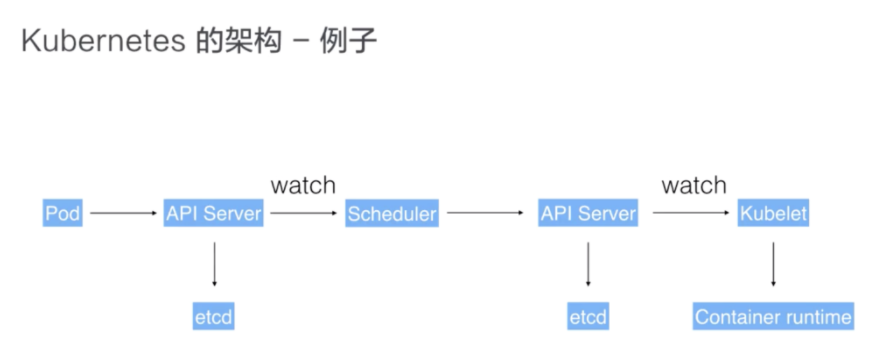 Kubernetes 的架构 – 例子
watch
watch
Pod
API Server
Scheduler
API Server
Kubelet
etcd
etcd
Container runtime